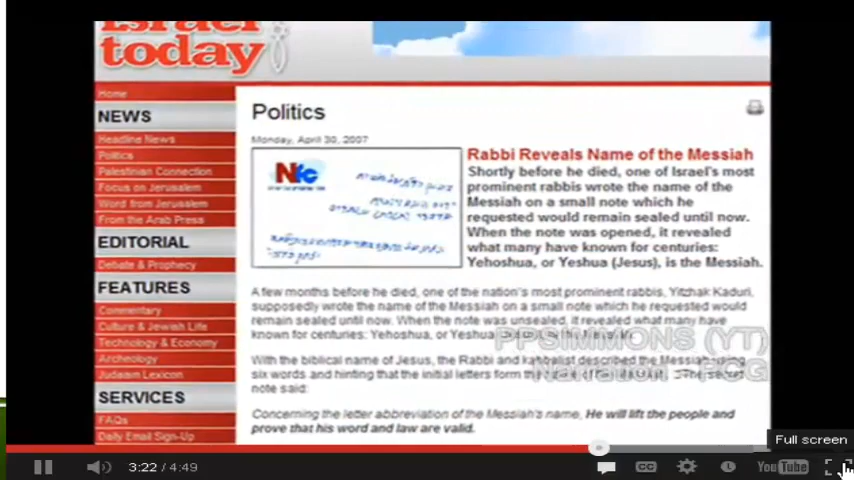 Israel
today
Home
NEWS
Headline News
Politics
Palestinian Connection
Focus on Jerusalem
Word from Jerusalem
From the Arab Press
EDITORIAL
Debate & Prophecy
FEATURES
Commentary
Culture & Jewish Life
Technology & Economy
Archeology
Judaism Lexicon
SERVICES
FAQs
Daily Email Sign-Up
Politics
Monday, April 30, 2007
Rabbi Reveals Name of the Messiah
Shortly before he died, one of Israel's most
prominent rabbis wrote the name of the
Messiah on a small note which he
requested would remain sealed until now.
When the note was opened, it revealed
what many have known for centuries:
Yehoshua, or Yeshua (Jesus), is the Messiah.
A few months before he died, one of the nation's most prominent rabbis, Yitzhak Kaduri,
supposedly wrote the name of the Messiah on a small note which he requested would
remain sealed until now. When the note was unsealed, it revealed what many have
known for centuries: Yehoshua, or Yeshua
With the biblical name of Jesus, the Rabbi and kabbalist described the Messiah using
six words and hinting that the initial letters form the
note said:
Concerning the letter abbreviation of the Messiah's name, He will lift the people and
prove that his word and law are valid.
PPSIMMONS (YT)
Narration - PCG
Full screen
3:22 / 4:49
CC
YouTube